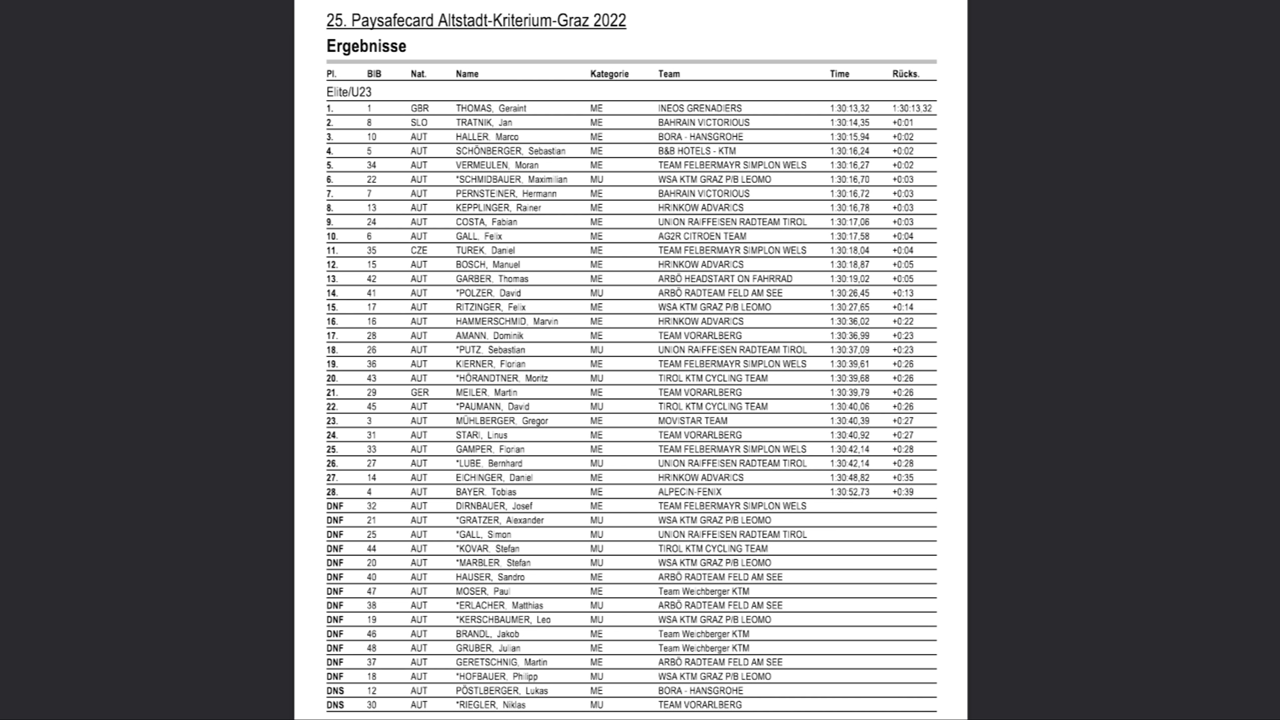 25. Paysafecard Altstadt-Kriterium-Graz 2022
Ergebnisse
Pl. BIB Nat. Name Kategorie Team Time Rücks.
Elite/U23
1. 1 GBR THOMAS, Geraint ME INEOS GRENADIERS 1:30:13,32 1:30:13,32
2. 8 SLO TRATNIK, Jan ME BAHRAIN VICTORIOUS 1:30:14,35 +0:01
3. 10 AUT HALLER, Marco ME BORA - HANSGROHE 1:30:15,94 +0:02
4. 5 AUT SCHÖNBERGER, Sebastian ME B&B HOTELS - KTM 1:30:16,24 +0:02
5. 34 AUT VERMEULEN, Moran ME TEAM FELBERMAYR SIMPLON WELS 1:30:16,27 +0:02
6. 22 AUT *SCHMIDBAUER, Maximilian MU WSA KTM GRAZ P/B LEOMO 1:30:16,70 +0:03
7. 7 AUT PERNSTEINER, Hermann ME BAHRAIN VICTORIOUS 1:30:16,72 +0:03
8. 13 AUT KEPPLINGER, Rainer ME HRINKOW ADVARICS 1:30:16,78 +0:03
9. 24 AUT COSTA, Fabian ME UNION RAIFFEISEN RADTEAM TIROL 1:30:17,06 +0:03
10. 6 AUT GALL, Felix ME AG2R CITROEN TEAM 1:30:17,58 +0:04
11. 35 CZE TUREK, Daniel ME TEAM FELBERMAYR SIMPLON WELS 1:30:18,04 +0:04
12. 15 AUT BOSCH, Manuel ME HRINKOW ADVARICS 1:30:18,87 +0:05
13. 42 AUT GARBER, Thomas ME ARBÖ HEADSTART ON FAHRRAD 1:30:19,02 +0:05
14. 41 AUT *POLZER, David MU ARBÖ RADTEAM FELD AM SEE 1:30:26,45 +0:13
15. 17 AUT RITZINGER, Felix ME WSA KTM GRAZ P/B LEOMO 1:30:27,65 +0:14
16. 16 AUT HAMMERSCHMID, Marvin ME HRINKOW ADVARICS 1:30:36,02 +0:22
17. 28 AUT AMANN, Dominik ME TEAM VORARLBERG 1:30:36,99 +0:23
18. 26 AUT *PUTZ, Sebastian MU UNION RAIFFEISEN RADTEAM TIROL 1:30:37,09 +0:23
19. 36 AUT KIERNER, Florian ME TEAM FELBERMAYR SIMPLON WELS 1:30:39,61 +0:26
20. 43 AUT *HÖRANDTNER, Moritz MU TIROL KTM CYCLING TEAM 1:30:39,68 +0:26
21. 29 GER MEILER, Martin ME TEAM VORARLBERG 1:30:39,79 +0:26
22. 45 AUT *PAUMANN, David MU TIROL KTM CYCLING TEAM 1:30:40,06 +0:26
23. 3 AUT MÜHLBERGER, Gregor ME MOVISTAR TEAM 1:30:40,39 +0:27
24. 31 AUT STARI, Linus ME TEAM VORARLBERG 1:30:40,92 +0:27
25. 33 AUT GAMPER, Florian ME TEAM FELBERMAYR SIMPLON WELS 1:30:42,14 +0:28
26. 27 AUT *LUBE, Bernhard MU UNION RAIFFEISEN RADTEAM TIROL 1:30:42,14 +0:28
27. 14 AUT EICHINGER, Daniel ME HRINKOW ADVARICS 1:30:48,82 +0:35
28. 4 AUT BAYER, Tobias ME ALPECIN-FENIX 1:30:52,73 +0:39
DNF 32 AUT DIRNBAUER, Josef ME TEAM FELBERMAYR SIMPLON WELS
DNF 21 AUT *GRATZER, Alexander MU WSA KTM GRAZ P/B LEOMO
DNF 25 AUT *GALL, Simon MU UNION RAIFFEISEN RADTEAM TIROL
DNF 44 AUT *KOVAR, Stefan MU TIROL KTM CYCLING TEAM
DNF 20 AUT *MARBLER, Stefan MU WSA KTM GRAZ P/B LEOMO
DNF 40 AUT HAUSER, Sandro ME ARBÖ RADTEAM FELD AM SEE
DNF 47 AUT MOSER, Paul ME Team Weichberger KTM
DNF 38 AUT *ERLACHER, Matthias MU ARBÖ RADTEAM FELD AM SEE
DNF 19 AUT *KERSCHBAUMER, Leo MU WSA KTM GRAZ P/B LEOMO
DNF 46 AUT BRANDL, Jakob ME Team Weichberger KTM
DNF 48 AUT GRUBER, Julian ME Team Weichberger KTM
DNF 37 AUT GERETSCHNIG, Martin ME ARBÖ RADTEAM FELD AM SEE
DNF 18 AUT *HOFBAUER, Philipp MU WSA KTM GRAZ P/B LEOMO
DNS 12 AUT PÖSTLBERGER, Lukas ME BORA - HANSGROHE
DNS 30 AUT *RIEGLER, Niklas MU TEAM VORARLBERG